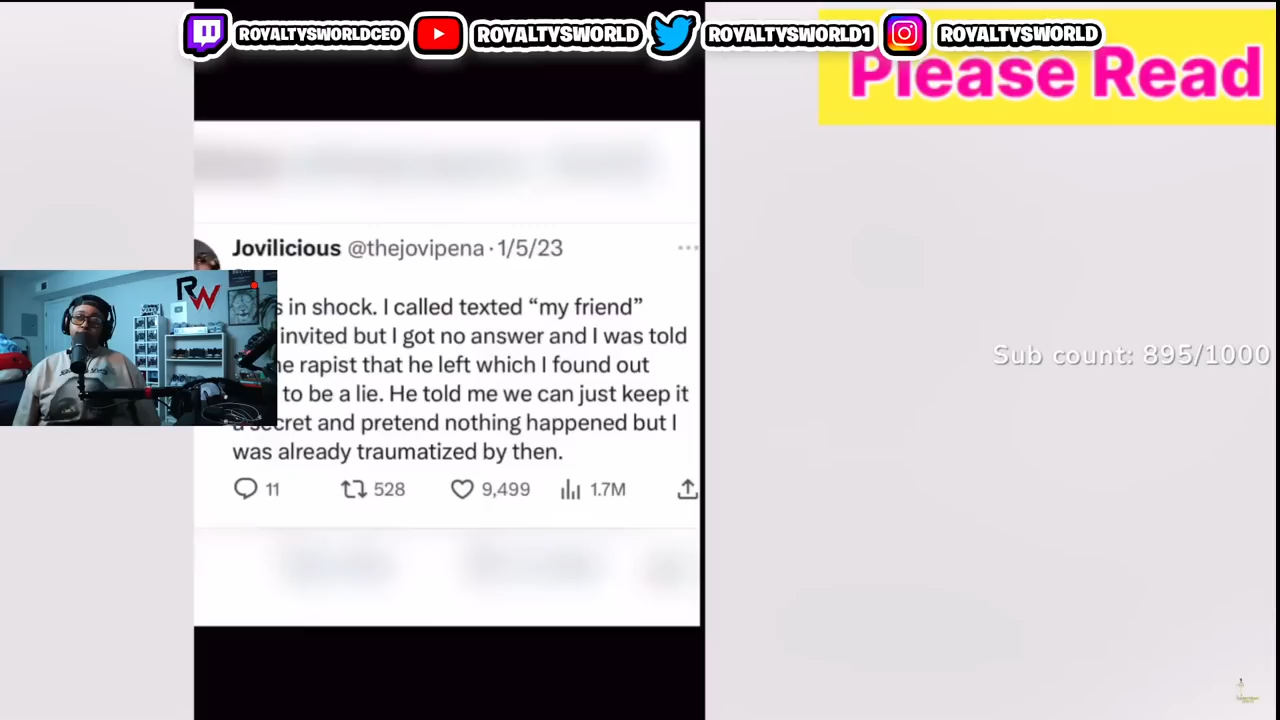 ROYALTYSWORLDCEO ROYALTYSWORLD ROYALTYSWORLD1 ROYALTYSWORLD
Please Read
Jovilicious @thejovipena · 1/5/23
s in shock. I called texted “my friend”
invited but I got no answer and I was told
rapist that he left which I found out
to be a lie. He told me we can just keep it
a secret and pretend nothing happened but I
was already traumatized by then.
11 528 9,499 1.7M
Sub count: 895/1000
RW